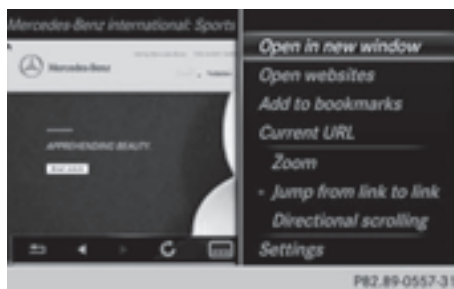 Mercedes-Benz international: Sports
Mercedes-Benz
APPREHENDING BEAUTY.
Open in new window
Open websites
Add to bookmarks
Current URL
Zoom
Jump from link to link
Directional scrolling
Settings
P82.89-0557-31